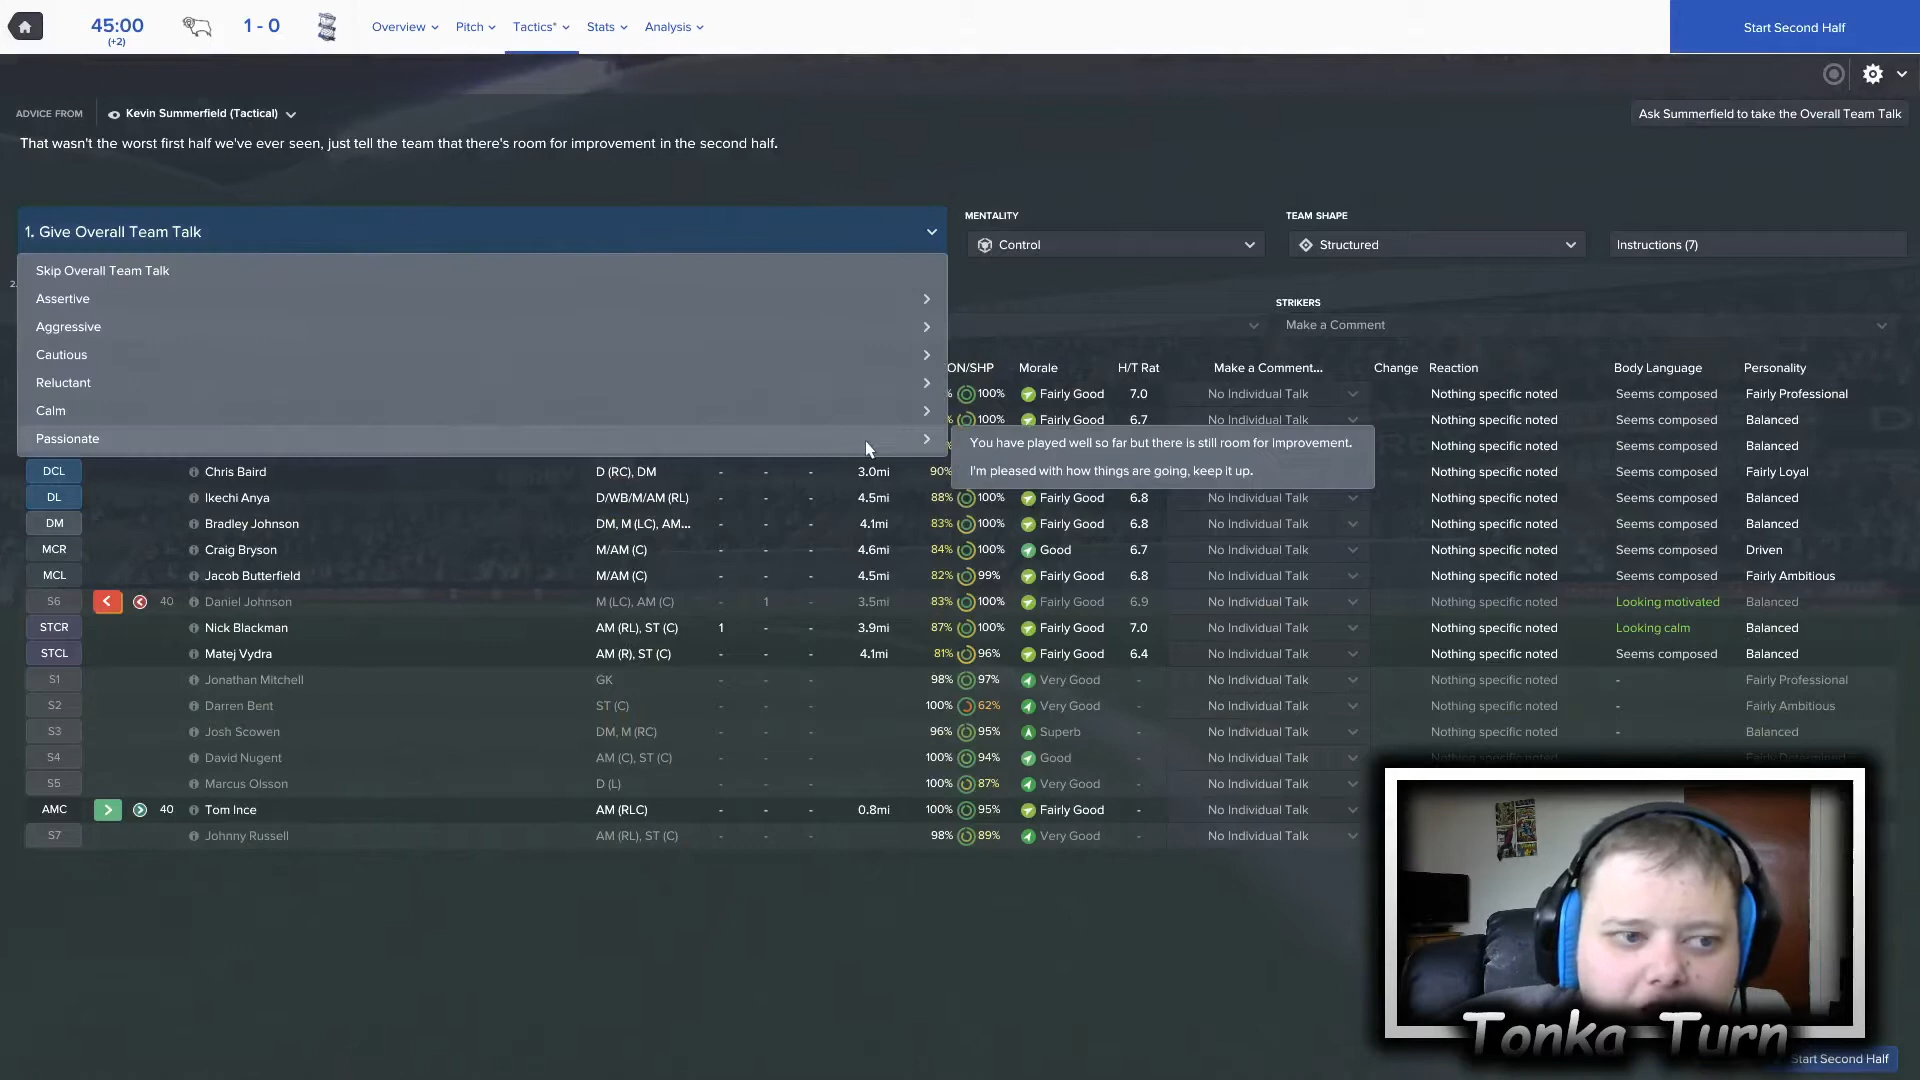 45:00
(+2)
1 - 0
Overview
Pitch
Tactics*
Stats
Analysis
Start Second Half
ADVICE FROM
Kevin Summerfield (Tactical)
Ask Summerfield to take the Overall Team Talk
That wasn't the worst first half we've ever seen, just tell the team that there's room for improvement in the second half.
1. Give Overall Team Talk
MENTALITY
TEAM SHAPE
Control
Structured
Instructions (7)
Skip Overall Team Talk
Assertive
Aggressive
Cautious
Reluctant
Calm
Passionate
2.
STRIKERS
Make a Comment
You have played well so far but there is still room for improvement.
I'm pleased with how things are going, keep it up.
ON/SHP Morale H/T Rat Make a Comment... Change Reaction Body Language Personality
% 100% Fairly Good 7.0 No Individual Talk Nothing specific noted Seems composed Fairly Professional
% 100% Fairly Good 6.7 No Individual Talk Nothing specific noted Seems composed Balanced
% Nothing specific noted Seems composed Balanced
DCL Chris Baird D (RC), DM - - - 3.0mi 90% Nothing specific noted Seems composed Fairly Loyal
DL Ikechi Anya D/WB/M/AM (RL) - - - 4.5mi 88% 100% Fairly Good 6.8 No Individual Talk Nothing specific noted Seems composed Balanced
DM Bradley Johnson DM, M (LC), AM... - - - 4.1mi 83% 100% Fairly Good 6.8 No Individual Talk Nothing specific noted Seems composed Balanced
MCR Craig Bryson M/AM (C) - - - 4.6mi 84% 100% Good 6.7 No Individual Talk Nothing specific noted Seems composed Driven
MCL Jacob Butterfield M/AM (C) - - - 4.5mi 82% 99% Fairly Good 6.8 No Individual Talk Nothing specific noted Seems composed Fairly Ambitious
S6 40 Daniel Johnson M (LC), AM (C) - 1 - 3.5mi 83% 100% Fairly Good 6.9 No Individual Talk Nothing specific noted Looking motivated Balanced
STCR Nick Blackman AM (RL), ST (C) 1 - - 3.9mi 87% 100% Fairly Good 7.0 No Individual Talk Nothing specific noted Looking calm Balanced
STCL Matej Vydra AM (R), ST (C) - - - 4.1mi 81% 96% Fairly Good 6.4 No Individual Talk Nothing specific noted Seems composed Balanced
S1 Jonathan Mitchell GK 98% 97% Very Good - No Individual Talk Nothing specific noted - Fairly Professional
S2 Darren Bent ST (C) 100% 62% Very Good - No Individual Talk Nothing specific noted - Fairly Ambitious
S3 Josh Scowen DM, M (RC) 96% 95% Superb - No Individual Talk Nothing specific noted - Balanced
S4 David Nugent AM (C), ST (C) 100% 94% Good - No Individual Talk Nothing specific noted - Fairly Determined
S5 Marcus Olsson D (L) 100% 87% Very Good - No Individual Talk
AMC 40 Tom Ince AM (RLC) - - - 0.8mi 100% 95% Fairly Good - No Individual Talk
S7 Johnny Russell AM (RL), ST (C) 98% 89% Very Good - No Individual Talk
Tonka Turn
Start Second Half